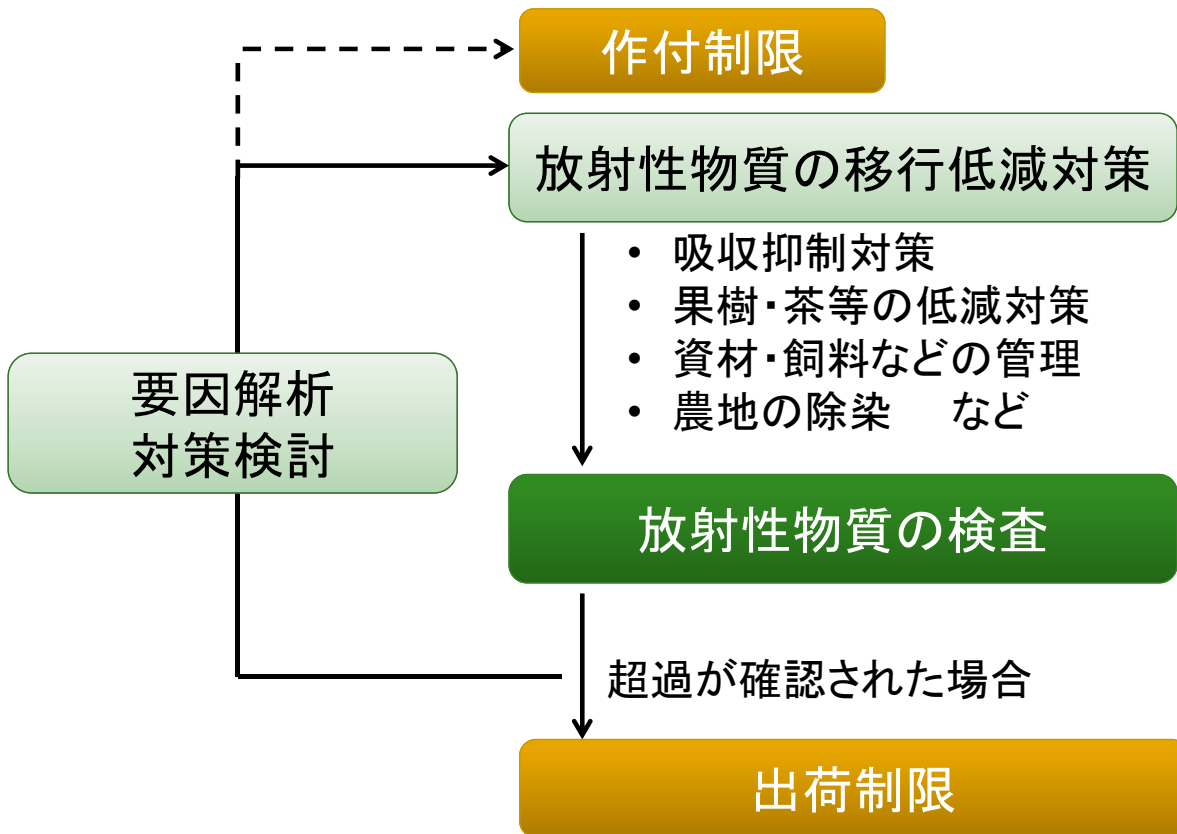 作付制限
放射性物質の移行低減対策
• 吸収抑制対策
• 果樹・茶等の低減対策
• 資材・飼料などの管理
• 農地の除染　など
要因解析
対策検討
放射性物質の検査
超過が確認された場合
出荷制限